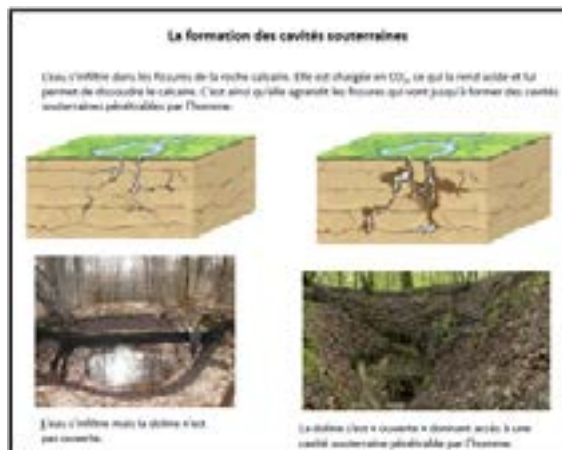 La formation des cavités souterraines
L'eau s'infiltre dans les fissures de la roche calcaire. Elle est chargée en CO₂, ce qui la rend acide et lui
permet de dissoudre le calcaire. C'est ainsi qu'elle agrandit les fissures qui vont jusqu'à former des cavités
souterraines pénétrables par l'homme.
L'eau s'infiltre mais la doline n'est
pas ouverte.
La doline s'est « ouverte » donnant accès à une
cavité souterraine pénétrable par l'homme.